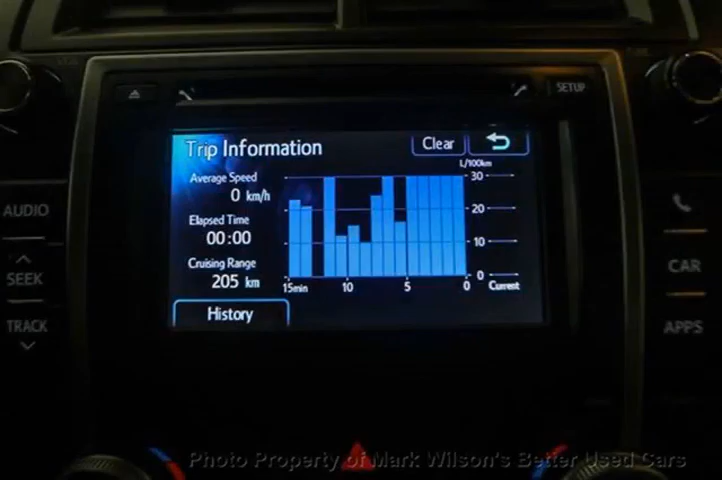 SETUP
Trip Information
Clear
L/100km
Average Speed
0 km/h
Elapsed Time
00:00
Cruising Range
205 km
30
20
10
0
15min 10 5 0 Current
History
AUDIO
SEEK
TRACK
CAR
APPS
Photo Property of Mark Wilson's Better Used Cars